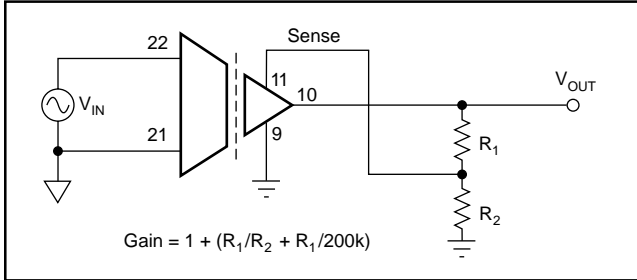 Sense
22
11
V_OUT
10
V_IN
21
9
R_1
R_2
Gain = 1 + (R_1/R_2 + R_1/200k)